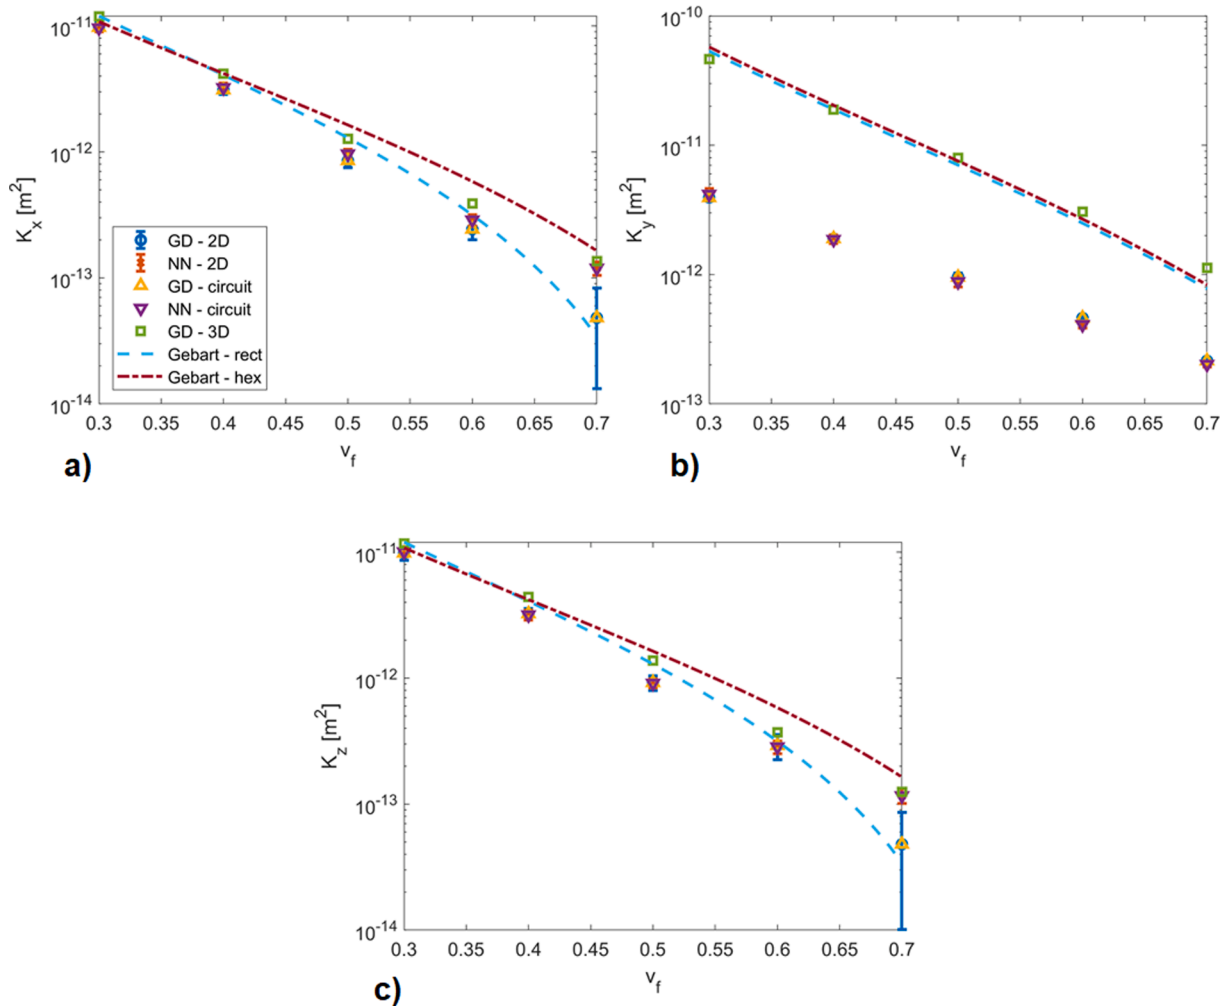 10^-11
10^-12
10^-13
10^-14
K_x [m^2]
GD - 2D
NN - 2D
GD - circuit
NN - circuit
GD - 3D
Gebart - rect
Gebart - hex
0.3 0.35 0.4 0.45 0.5 0.55 0.6 0.65 0.7
v_f
a)
10^-10
10^-11
10^-12
10^-13
K_y [m^2]
0.3 0.35 0.4 0.45 0.5 0.55 0.6 0.65 0.7
v_f
b)
10^-11
10^-12
10^-13
10^-14
K_z [m^2]
0.3 0.35 0.4 0.45 0.5 0.55 0.6 0.65 0.7
v_f
c)